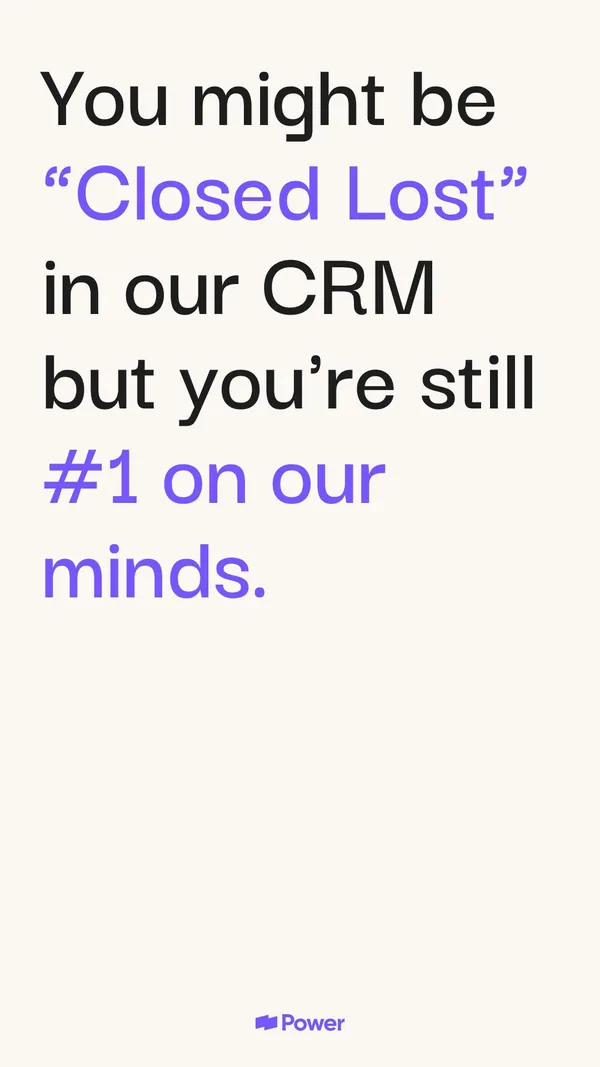 You might be
“Closed Lost”
in our CRM
but you’re still
#1 on our
minds.
Power